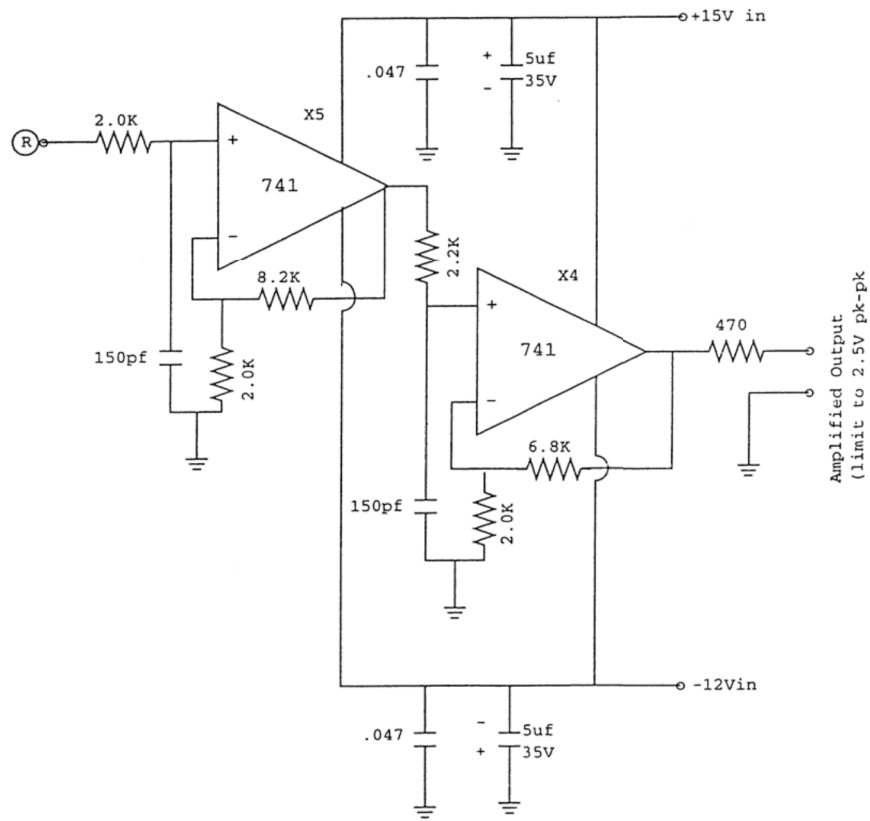 +15V in
.047
+
5uf
-
35V
X5
2.0K
R
+
741
-
8.2K
2.2K
X4
+
741
-
470
150pf
2.0K
6.8K
150pf
2.0K
Amplified Output
(limit to 2.5V pk-pk
-12Vin
.047
-
5uf
+
35V